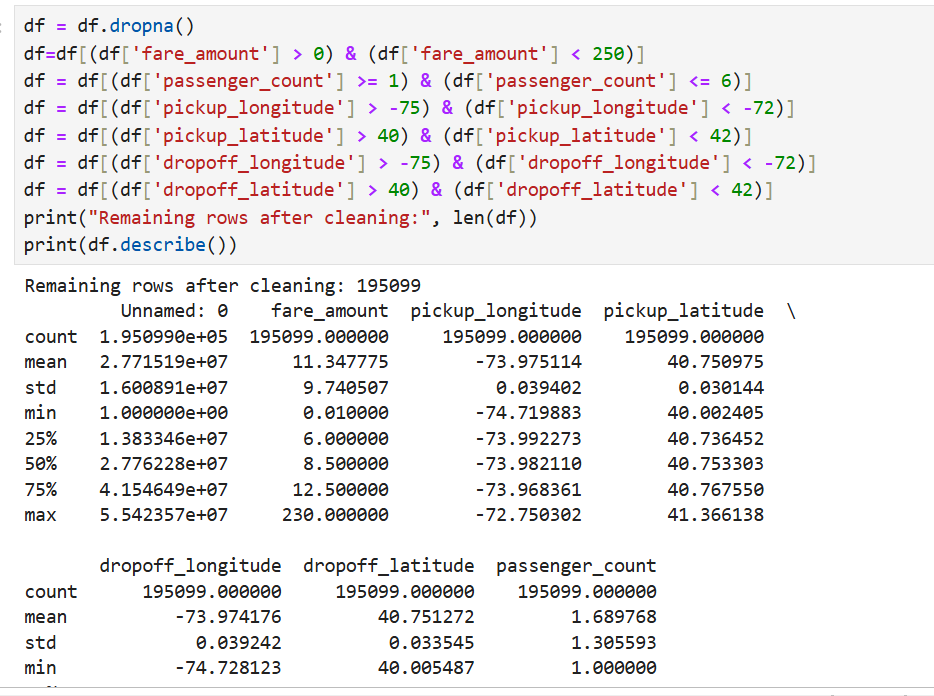 df = df.dropna()
df=df[(df['fare_amount'] > 0) & (df['fare_amount'] < 250)]
df = df[(df['passenger_count'] >= 1) & (df['passenger_count'] <= 6)]
df = df[(df['pickup_longitude'] > -75) & (df['pickup_longitude'] < -72)]
df = df[(df['pickup_latitude'] > 40) & (df['pickup_latitude'] < 42)]
df = df[(df['dropoff_longitude'] > -75) & (df['dropoff_longitude'] < -72)]
df = df[(df['dropoff_latitude'] > 40) & (df['dropoff_latitude'] < 42)]
print("Remaining rows after cleaning:", len(df))
print(df.describe())
Remaining rows after cleaning: 195099
Unnamed: 0 fare_amount pickup_longitude pickup_latitude \
count 1.950990e+05 195099.000000 195099.000000 195099.000000
mean 2.771519e+07 11.347775 -73.975114 40.750975
std 1.600891e+07 9.740507 0.039402 0.030144
min 1.000000e+00 0.010000 -74.719883 40.002405
25% 1.383346e+07 6.000000 -73.992273 40.736452
50% 2.776228e+07 8.500000 -73.982110 40.753303
75% 4.154649e+07 12.500000 -73.968361 40.767550
max 5.542357e+07 230.000000 -72.750302 41.366138
dropoff_longitude dropoff_latitude passenger_count
count 195099.000000 195099.000000 195099.000000
mean -73.974176 40.751272 1.689768
std 0.039242 0.033545 1.305593
min -74.728123 40.005487 1.000000